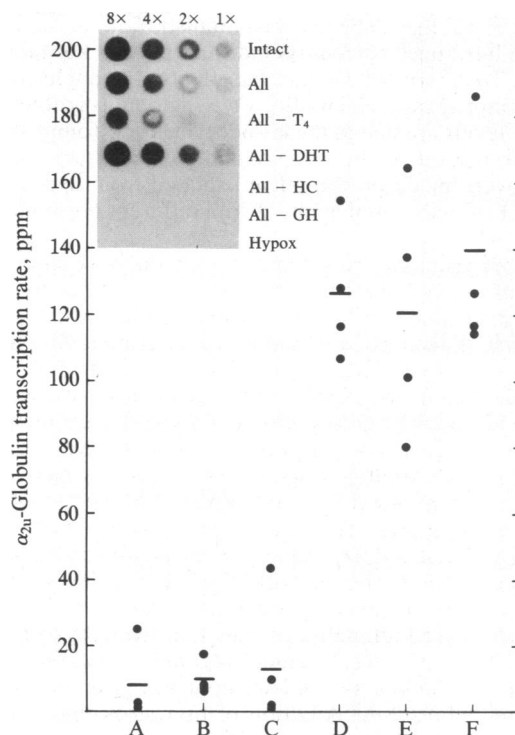 8× 4× 2× 1×
200
Intact
180
All
All − T₄
160
All − DHT
All − HC
140
All − GH
Hypox
120
100
80
60
40
20
α₂ᵤ-Globulin transcription rate, ppm
A B C D E F